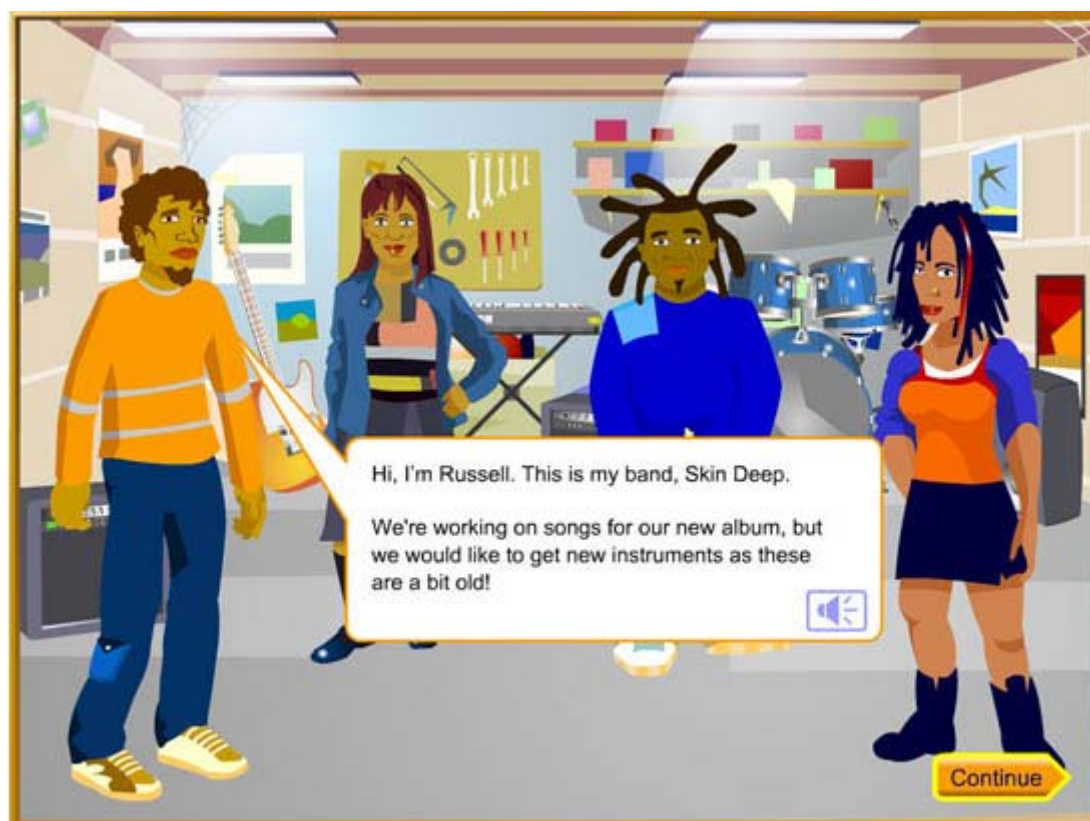 Hi, I'm Russell. This is my band, Skin Deep.
We're working on songs for our new album, but
we would like to get new instruments as these
are a bit old!
Continue